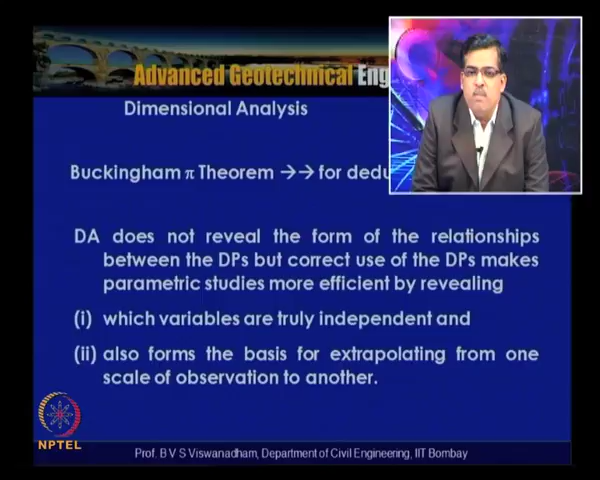 Advanced Geotechnical Eng
Dimensional Analysis
Buckingham π Theorem →→ for dedu
DA does not reveal the form of the relationships
between the DPs but correct use of the DPs makes
parametric studies more efficient by revealing
(i) which variables are truly independent and
(ii) also forms the basis for extrapolating from one
scale of observation to another.
NPTEL
Prof. B V S Viswanadham, Department of Civil Engineering, IIT Bombay